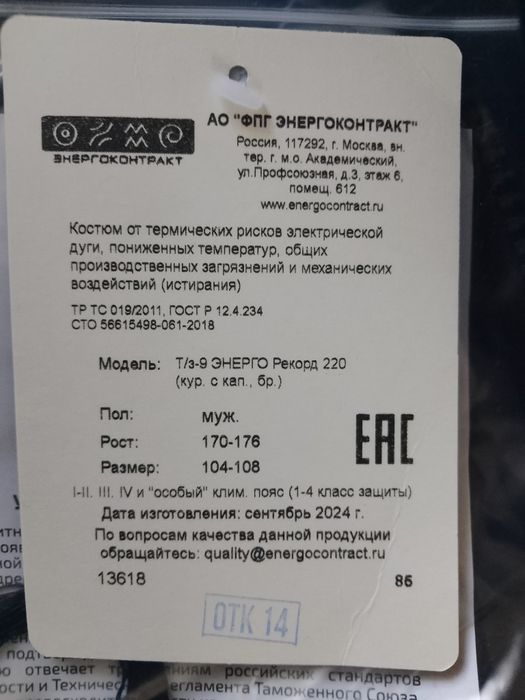 АО "ФПГ ЭНЕРГОКОНТРАКТ"
ЭНЕРГОКОНТРАКТ
Россия, 117292, г. Москва, вн.
тер. г. м.о. Академический,
ул.Профсоюзная, д.3, этаж 6,
помещ. 612
www.energocontract.ru
Костюм от термических рисков электрической
дуги, пониженных температур, общих
производственных загрязнений и механических
воздействий (истирания)
ТР ТС 019/2011, ГОСТ Р 12.4.234
СТО 56615498-061-2018
Модель: Т/з-9 ЭНЕРГО Рекорд 220
(кур. с кап., бр.)
Пол: муж.
Рост: 170-176
Размер: 104-108
ЕАС
I-II. III. IV и "особый" клим. пояс (1-4 класс защиты)
Дата изготовления: сентябрь 2024 г.
По вопросам качества данной продукции
обращайтесь: quality@energocontract.ru
13618 86
ОТК 14
отвечает российских стандартов
регламента Таможенного Союза